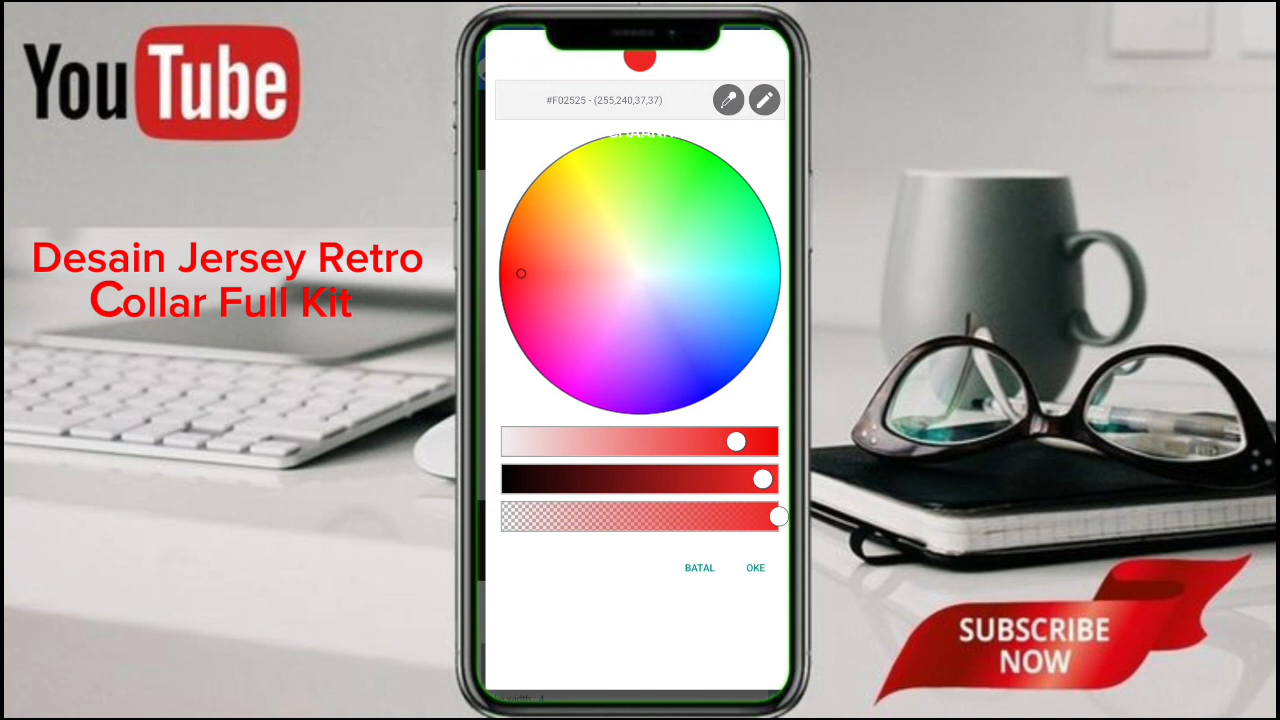 YouTube
Desain Jersey Retro
Collar Full Kit
#F02525 - (255,240,37,37)
BATAL OKE
SUBSCRIBE
NOW